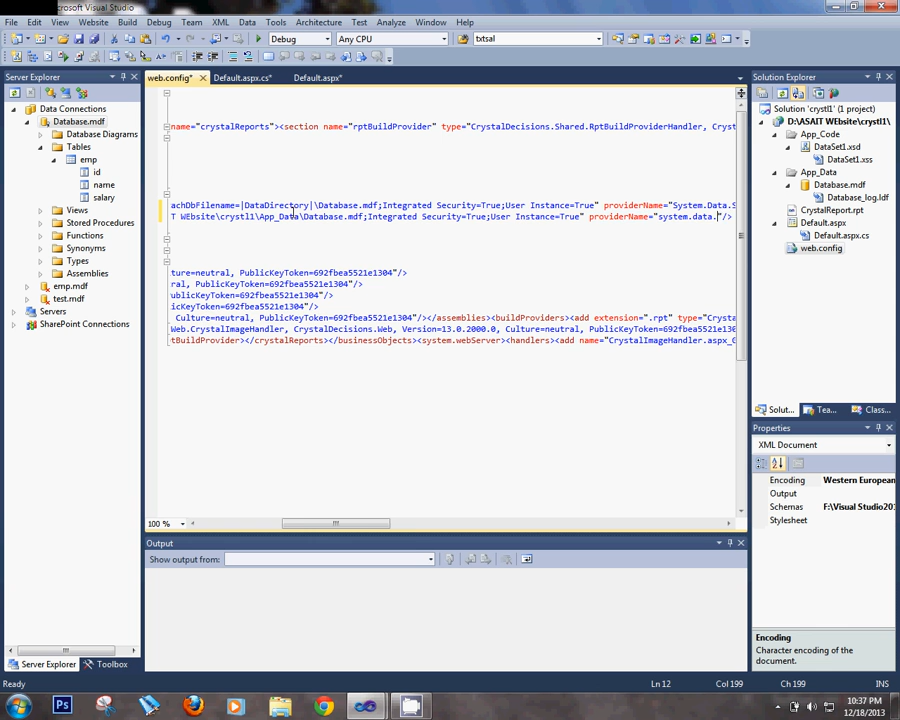 Microsoft Visual Studio
File Edit View Website Build Debug Team XML Data Tools Architecture Test Analyze Window Help
Debug Any CPU txtsal
Server Explorer
Data Connections
Database.mdf
Database Diagrams
Tables
emp
id
name
salary
Views
Stored Procedures
Functions
Synonyms
Types
Assemblies
emp.mdf
test.mdf
Servers
SharePoint Connections
Server Explorer Toolbox
web.config* Default.aspx.cs* Default.aspx*
name="crystalReports"><section name="rptBuildProvider" type="CrystalDecisions.Shared.RptBuildProviderHandler, Cryst
achDbFilename=|DataDirectory|\Database.mdf;Integrated Security=True;User Instance=True" providerName="System.Data.S
T WEbsite\crystl1\App_Data\Database.mdf;Integrated Security=True;User Instance=True" providerName="system.data."/>
ture=neutral, PublicKeyToken=692fbea5521e1304"/>
ral, PublicKeyToken=692fbea5521e1304"/>
ublicKeyToken=692fbea5521e1304"/>
icKeyToken=692fbea5521e1304"/>
Culture=neutral, PublicKeyToken=692fbea5521e1304"/></assemblies><buildProviders><add extension=".rpt" type="Crysta
Web.CrystalImageHandler, CrystalDecisions.Web, Version=13.0.2000.0, Culture=neutral, PublicKeyToken=692fbea5521e130
tBuildProvider></crystalReports></businessObjects><system.webServer><handlers><add name="CrystalImageHandler.aspx_G
100 %
Output
Show output from:
Solution Explorer
Solution 'crystl1' (1 project)
D:\ASAIT WEbsite\crystl1\
App_Code
DataSet1.xsd
DataSet1.xss
App_Data
Database.mdf
Database_log.ldf
CrystalReport.rpt
Default.aspx
Default.aspx.cs
web.config
Solut... Tea... Class...
Properties
XML Document
Encoding Western European
Output
Schemas F:\Visual Studio201
Stylesheet
Encoding
Character encoding of the document.
Ready Ln 12 Col 199 Ch 199 INS
Ps
10:37 PM
12/18/2013